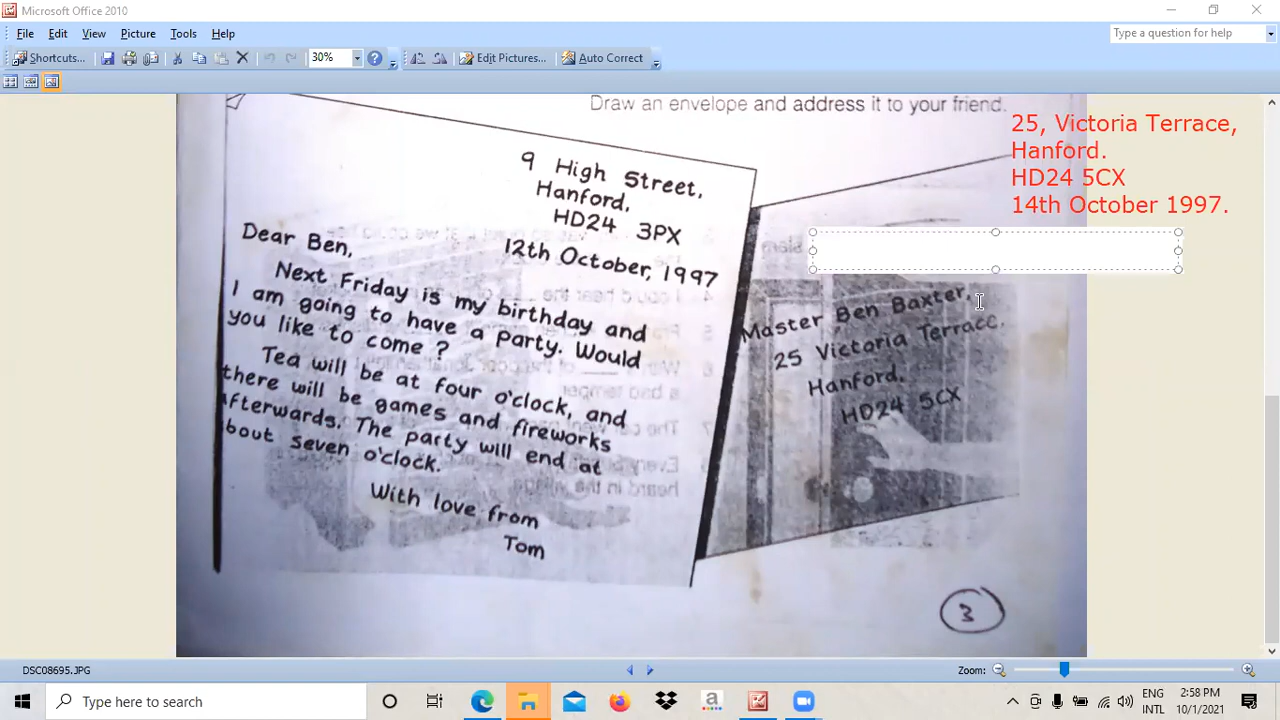 Microsoft Office 2010
File Edit View Picture Tools Help
Type a question for help
Shortcuts...
30%
Edit Pictures...
Auto Correct
Draw an envelope and address it to your friend.
25, Victoria Terrace,
Hanford.
HD24 5CX
14th October 1997.
9 High Street,
Hanford,
HD24 3PX
12th October, 1997
Dear Ben,
Next Friday is my birthday and
I am going to have a party. Would
you like to come?
Tea will be at four o'clock, and
there will be games and fireworks
afterwards. The party will end at
bout seven o'clock.
With love from
Tom
Master Ben Baxter,
25 Victoria Terrace.
Hanford,
HD24 5CX
3
DSC08695.JPG
Zoom:
Type here to search
ENG
INTL
2:58 PM
10/1/2021